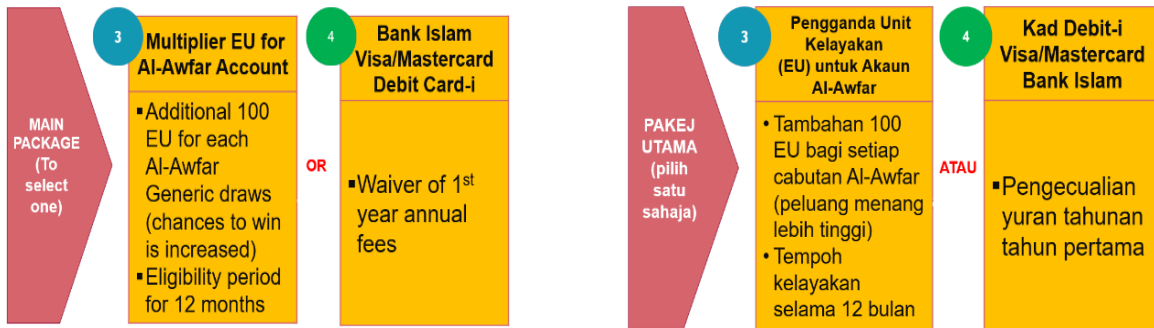 MAIN
PACKAGE
(To
select
one)
3
Multiplier EU for
Al-Awfar Account
▪Additional 100
EU for each
Al-Awfar
Generic draws
(chances to win
is increased)
▪Eligibility period
for 12 months
OR
4
Bank Islam
Visa/Mastercard
Debit Card-i
▪Waiver of 1st
year annual
fees
PAKEJ
UTAMA
(pilih
satu
sahaja)
3
Pengganda Unit
Kelayakan
(EU) untuk Akaun
Al-Awfar
• Tambahan 100
EU bagi setiap
cabutan Al-Awfar
(peluang menang
lebih tinggi)
• Tempoh
kelayakan
selama 12 bulan
ATAU
4
Kad Debit-i
Visa/Mastercard
Bank Islam
▪Pengecualian
yuran tahunan
tahun pertama